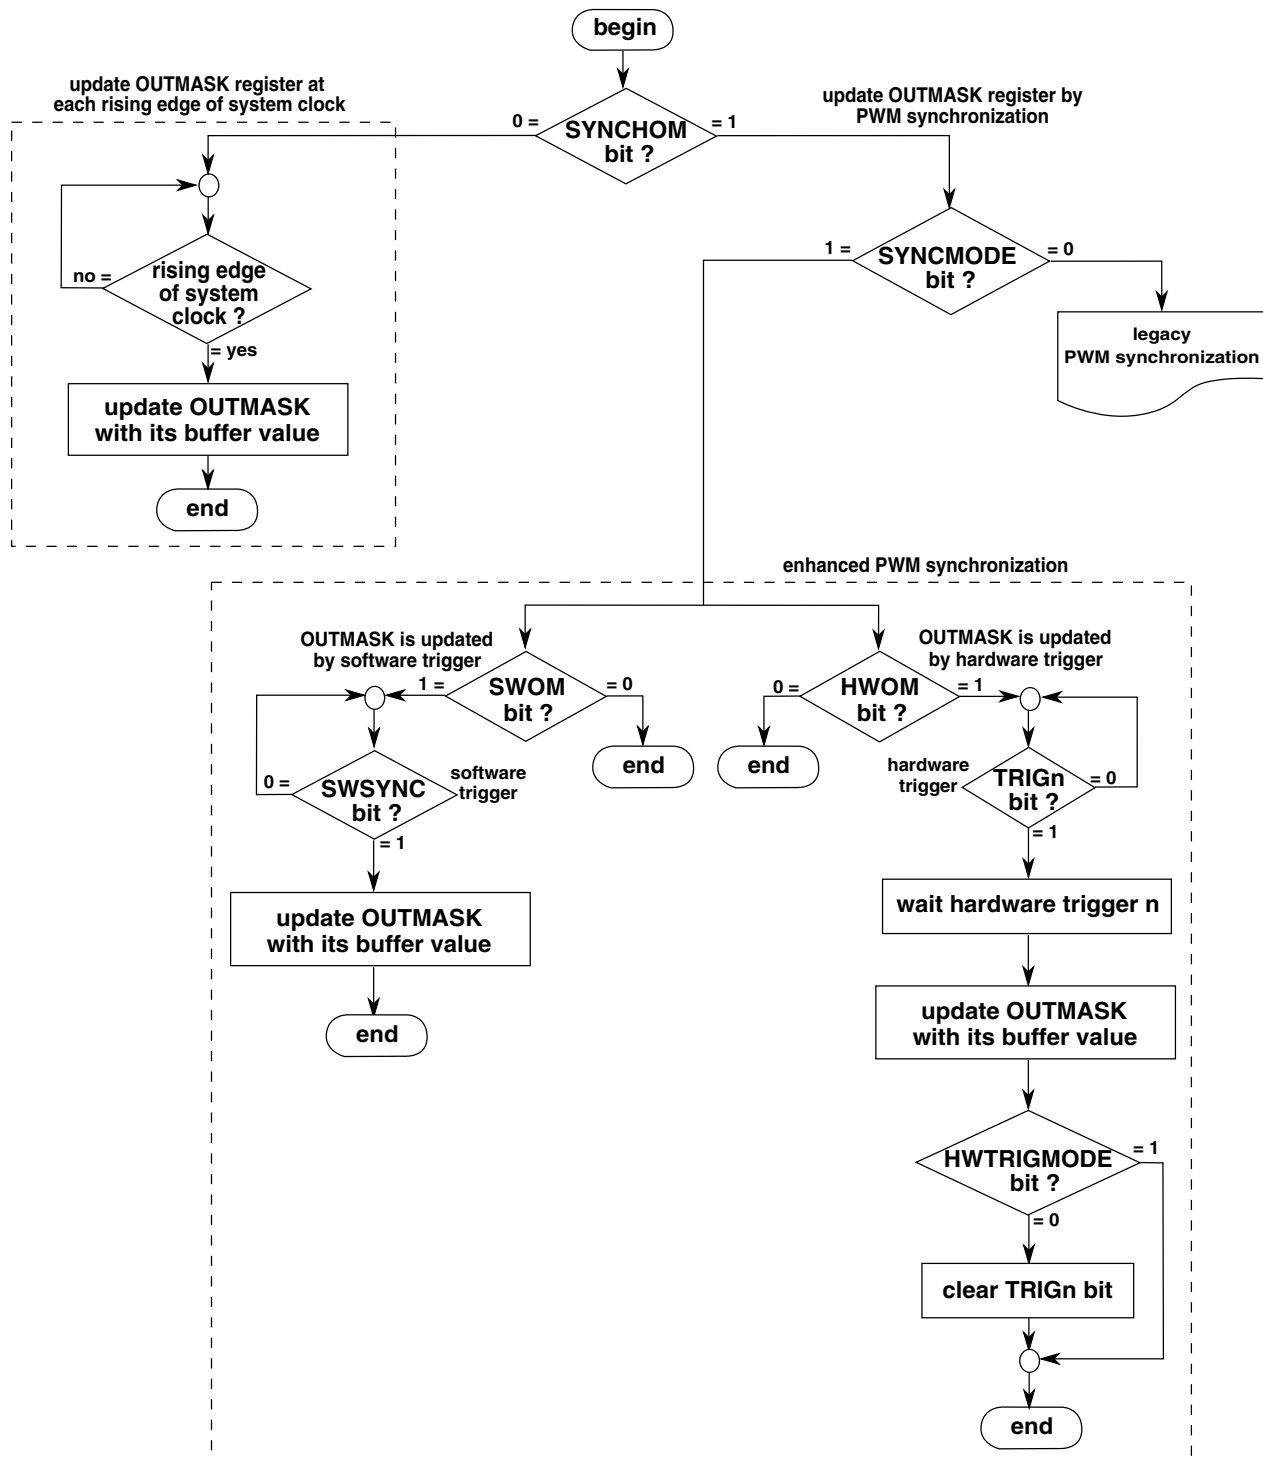 begin
update OUTMASK register at
each rising edge of system clock
update OUTMASK register by
PWM synchronization
0 =
SYNCHOM
bit ?
= 1
1 =
SYNCMODE
bit ?
= 0
no =
rising edge
of system
clock ?
= yes
legacy
PWM synchronization
update OUTMASK
with its buffer value
end
enhanced PWM synchronization
OUTMASK is updated
by software trigger
1 =
SWOM
bit ?
= 0
end
OUTMASK is updated
by hardware trigger
0 =
HWOM
bit ?
= 1
end
0 =
SWSYNC
bit ?
software
trigger
= 1
hardware
trigger
TRIGn
bit ?
= 0
= 1
update OUTMASK
with its buffer value
end
wait hardware trigger n
update OUTMASK
with its buffer value
HWTRIGMODE
bit ?
= 1
= 0
clear TRIGn bit
end